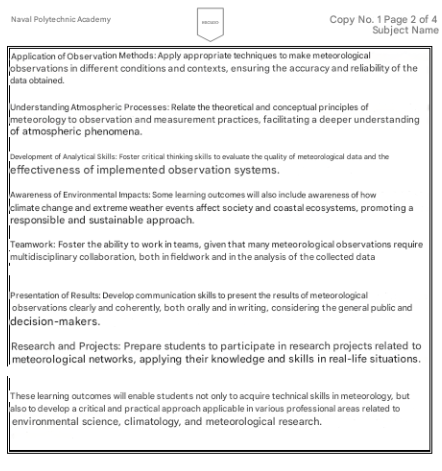 Naval Polytechnic Academy
Copy No. 1 Page 2 of 4
Subject Name
Application of Observation Methods: Apply appropriate techniques to make meteorological
observations in different conditions and contexts, ensuring the accuracy and reliability of the
data obtained.
Understanding Atmospheric Processes: Relate the theoretical and conceptual principles of
meteorology to observation and measurement practices, facilitating a deeper understanding
of atmospheric phenomena.
Development of Analytical Skills: Foster critical thinking skills to evaluate the quality of meteorological data and the
effectiveness of implemented observation systems.
Awareness of Environmental Impacts: Some learning outcomes will also include awareness of how
climate change and extreme weather events affect society and coastal ecosystems, promoting a
responsible and sustainable approach.
Teamwork: Foster the ability to work in teams, given that many meteorological observations require
multidisciplinary collaboration, both in fieldwork and in the analysis of the collected data
Presentation of Results: Develop communication skills to present the results of meteorological
observations clearly and coherently, both orally and in writing, considering the general public and
decision-makers.
Research and Projects: Prepare students to participate in research projects related to
meteorological networks, applying their knowledge and skills in real-life situations.
These learning outcomes will enable students not only to acquire technical skills in meteorology, but
also to develop a critical and practical approach applicable in various professional areas related to
environmental science, climatology, and meteorological research.